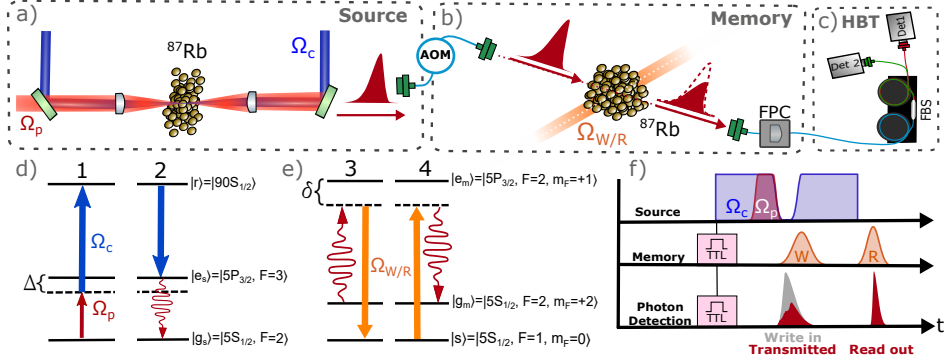 a) Source
⁸⁷Rb
Ωc
Ωp
AOM
b) Memory
ΩW/R
⁸⁷Rb
FPC
c) HBT
Det1
Det 2
FBS
d) 1 2
|r⟩=|90S1/2⟩
Ωc
|es⟩=|5P3/2, F=3⟩
Δ{
Ωp
|gs⟩=|5S1/2, F=2⟩
e) 3 4
|em⟩=|5P3/2, F=2, mF=+1⟩
δ{
ΩW/R
|gm⟩=|5S1/2, F=2, mF=+2⟩
|s⟩=|5S1/2, F=1, mF=0⟩
f)
Ωc Ωp
Source
TTL
W R
Memory
Photon
Detection
TTL
t
Write in
Transmitted Read out